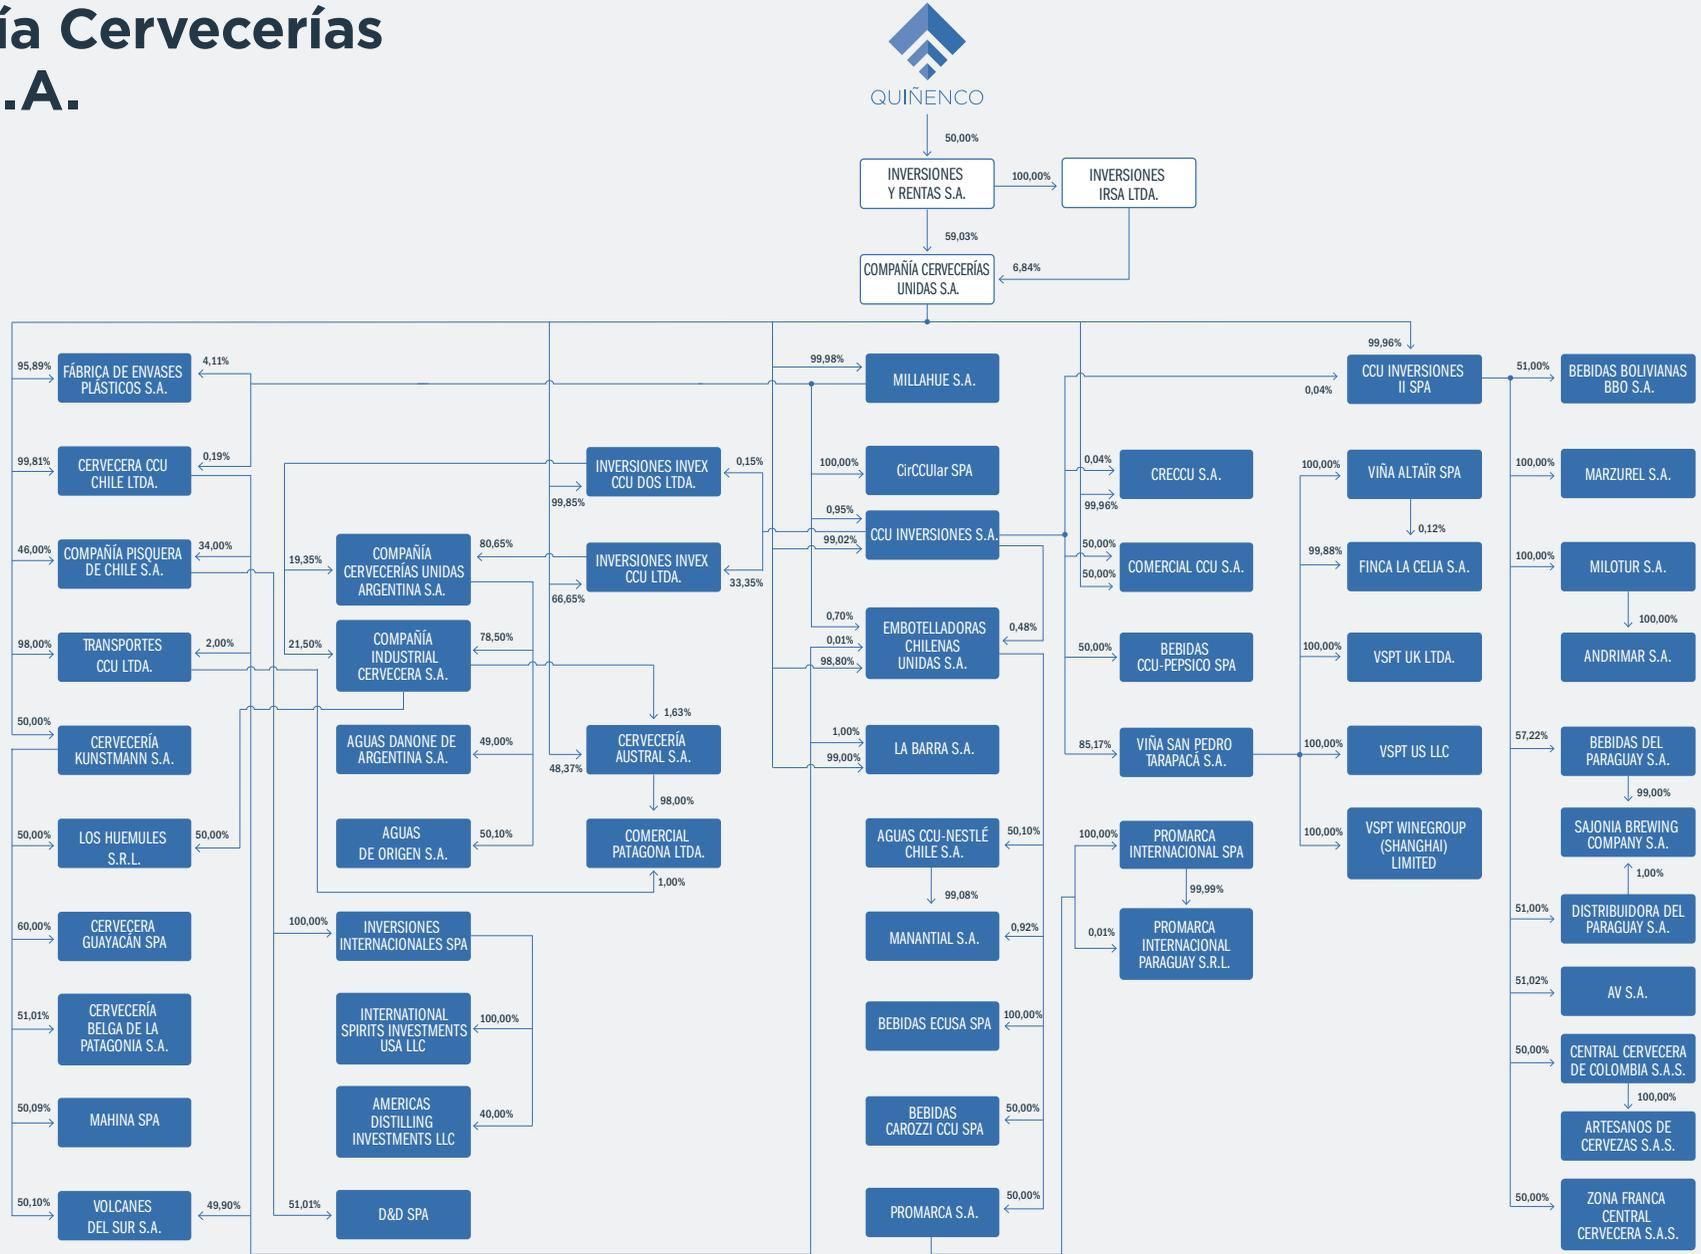 ía Cervecerías
.A.
QUIÑENCO
50,00%
INVERSIONES
Y RENTAS S.A.
100,00%
INVERSIONES
IRSA LTDA.
59,03%
COMPAÑÍA CERVECERÍAS
UNIDAS S.A.
6,84%
95,89%
FÁBRICA DE ENVASES
PLÁSTICOS S.A.
4,11%
99,81%
CERVECERA CCU
CHILE LTDA.
0,19%
46,00%
COMPAÑÍA PISQUERA
DE CHILE S.A.
34,00%
98,00%
TRANSPORTES
CCU LTDA.
2,00%
50,00%
CERVECERÍA
KUNSTMANN S.A.
50,00%
LOS HUEMULES
S.R.L.
50,00%
60,00%
CERVECERA
GUAYACÁN SPA
51,01%
CERVECERÍA
BELGA DE LA
PATAGONIA S.A.
50,09%
MAHINA SPA
50,10%
VOLCANES
DEL SUR S.A.
49,90%
19,35%
COMPAÑÍA
CERVECERÍAS UNIDAS
ARGENTINA S.A.
80,65%
21,50%
COMPAÑÍA
INDUSTRIAL
CERVECERA S.A.
78,50%
AGUAS DANONE DE
ARGENTINA S.A.
49,00%
AGUAS
DE ORIGEN S.A.
50,10%
100,00%
INVERSIONES
INTERNACIONALES SPA
INTERNATIONAL
SPIRITS INVESTMENTS
USA LLC
100,00%
AMERICAS
DISTILLING
INVESTMENTS LLC
40,00%
51,01%
D&D SPA
INVERSIONES INVEX
CCU DOS LTDA.
0,15%
99,85%
INVERSIONES INVEX
CCU LTDA.
33,35%
66,65%
1,63%
CERVECERÍA
AUSTRAL S.A.
48,37%
98,00%
COMERCIAL
PATAGONA LTDA.
1,00%
99,98%
MILLAHUE S.A.
100,00%
CirCCUlar SPA
0,95%
CCU INVERSIONES S.A.
99,02%
0,70%
0,01%
98,80%
EMBOTELLADORAS
CHILENAS
UNIDAS S.A.
0,48%
1,00%
LA BARRA S.A.
99,00%
AGUAS CCU-NESTLÉ
CHILE S.A.
50,10%
99,08%
MANANTIAL S.A.
0,92%
BEBIDAS ECUSA SPA
100,00%
BEBIDAS
CAROZZI CCU SPA
50,00%
PROMARCA S.A.
50,00%
0,04%
CRECCU S.A.
99,96%
50,00%
COMERCIAL CCU S.A.
50,00%
50,00%
BEBIDAS
CCU-PEPSICO SPA
85,17%
VIÑA SAN PEDRO
TARAPACÁ S.A.
100,00%
PROMARCA
INTERNACIONAL SPA
99,99%
0,01%
PROMARCA
INTERNACIONAL
PARAGUAY S.R.L.
99,96%
0,04%
CCU INVERSIONES
II SPA
100,00%
VIÑA ALTAÏR SPA
0,12%
99,88%
FINCA LA CELIA S.A.
100,00%
VSPT UK LTDA.
100,00%
VSPT US LLC
100,00%
VSPT WINEGROUP
(SHANGHAI)
LIMITED
51,00%
BEBIDAS BOLIVIANAS
BBO S.A.
100,00%
MARZUREL S.A.
100,00%
MILOTUR S.A.
100,00%
ANDRIMAR S.A.
57,22%
BEBIDAS DEL
PARAGUAY S.A.
99,00%
SAJONIA BREWING
COMPANY S.A.
1,00%
51,00%
DISTRIBUIDORA DEL
PARAGUAY S.A.
51,02%
AV S.A.
50,00%
CENTRAL CERVECERA
DE COLOMBIA S.A.S.
100,00%
ARTESANOS DE
CERVEZAS S.A.S.
50,00%
ZONA FRANCA
CENTRAL
CERVECERA S.A.S.